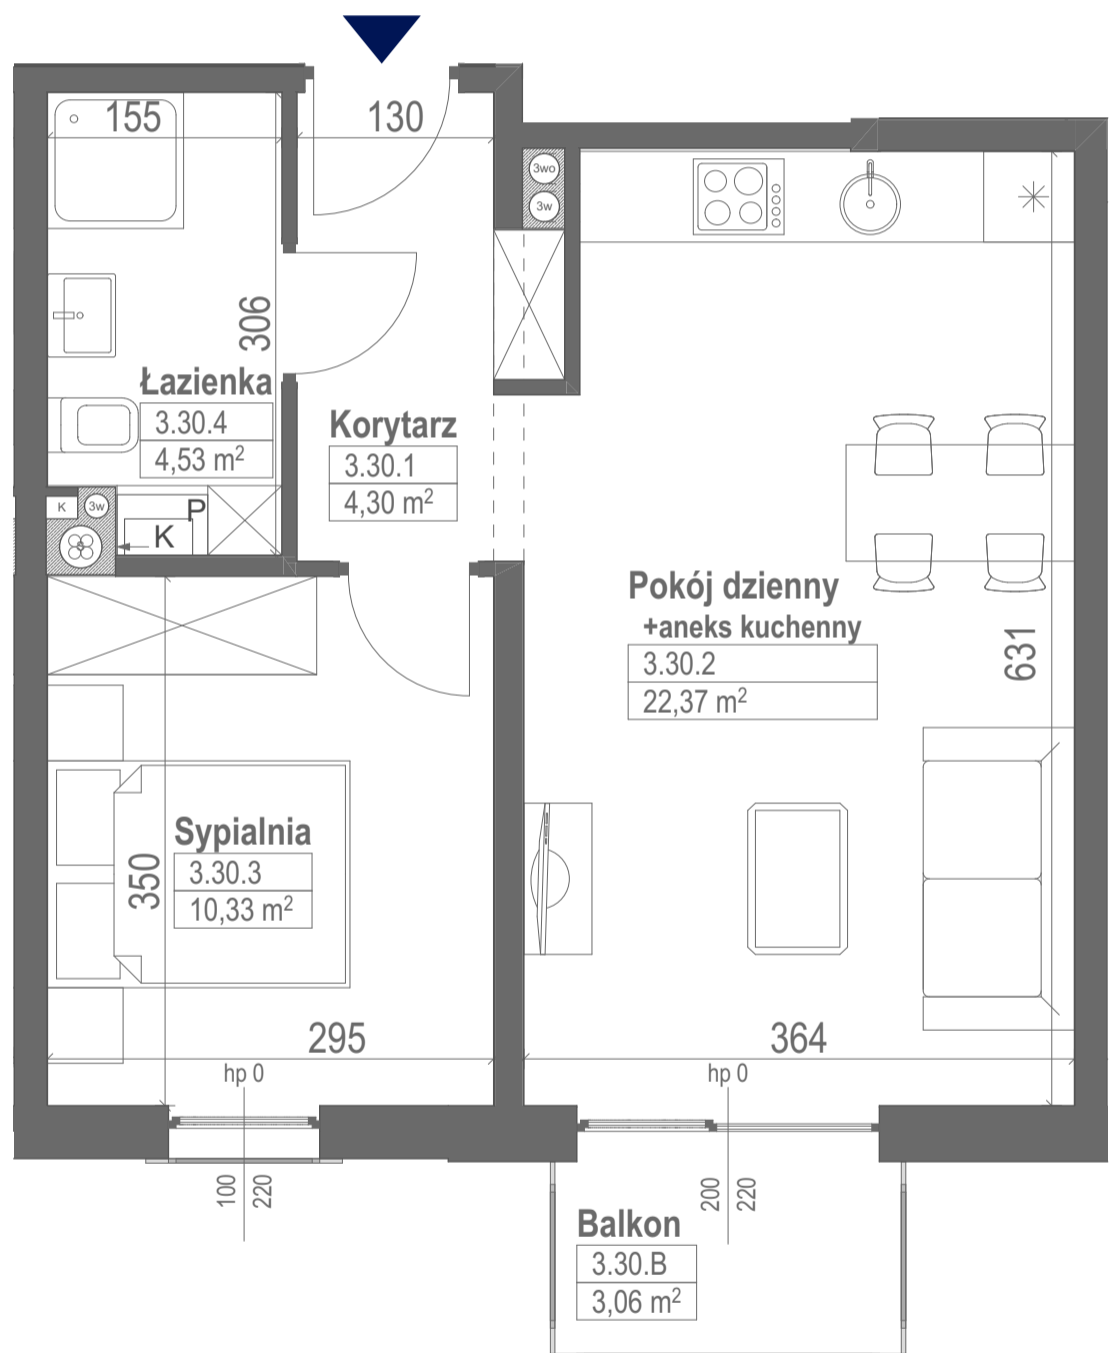 155
130
3wo
3w
306
Łazienka
3.30.4
4,53 m²
Korytarz
3.30.1
4,30 m²
K
3w
P
K
Pokój dzienny
+aneks kuchenny
3.30.2
22,37 m²
631
Sypialnia
3.30.3
10,33 m²
350
295
364
hp 0
hp 0
100
220
200
220
Balkon
3.30.B
3,06 m²